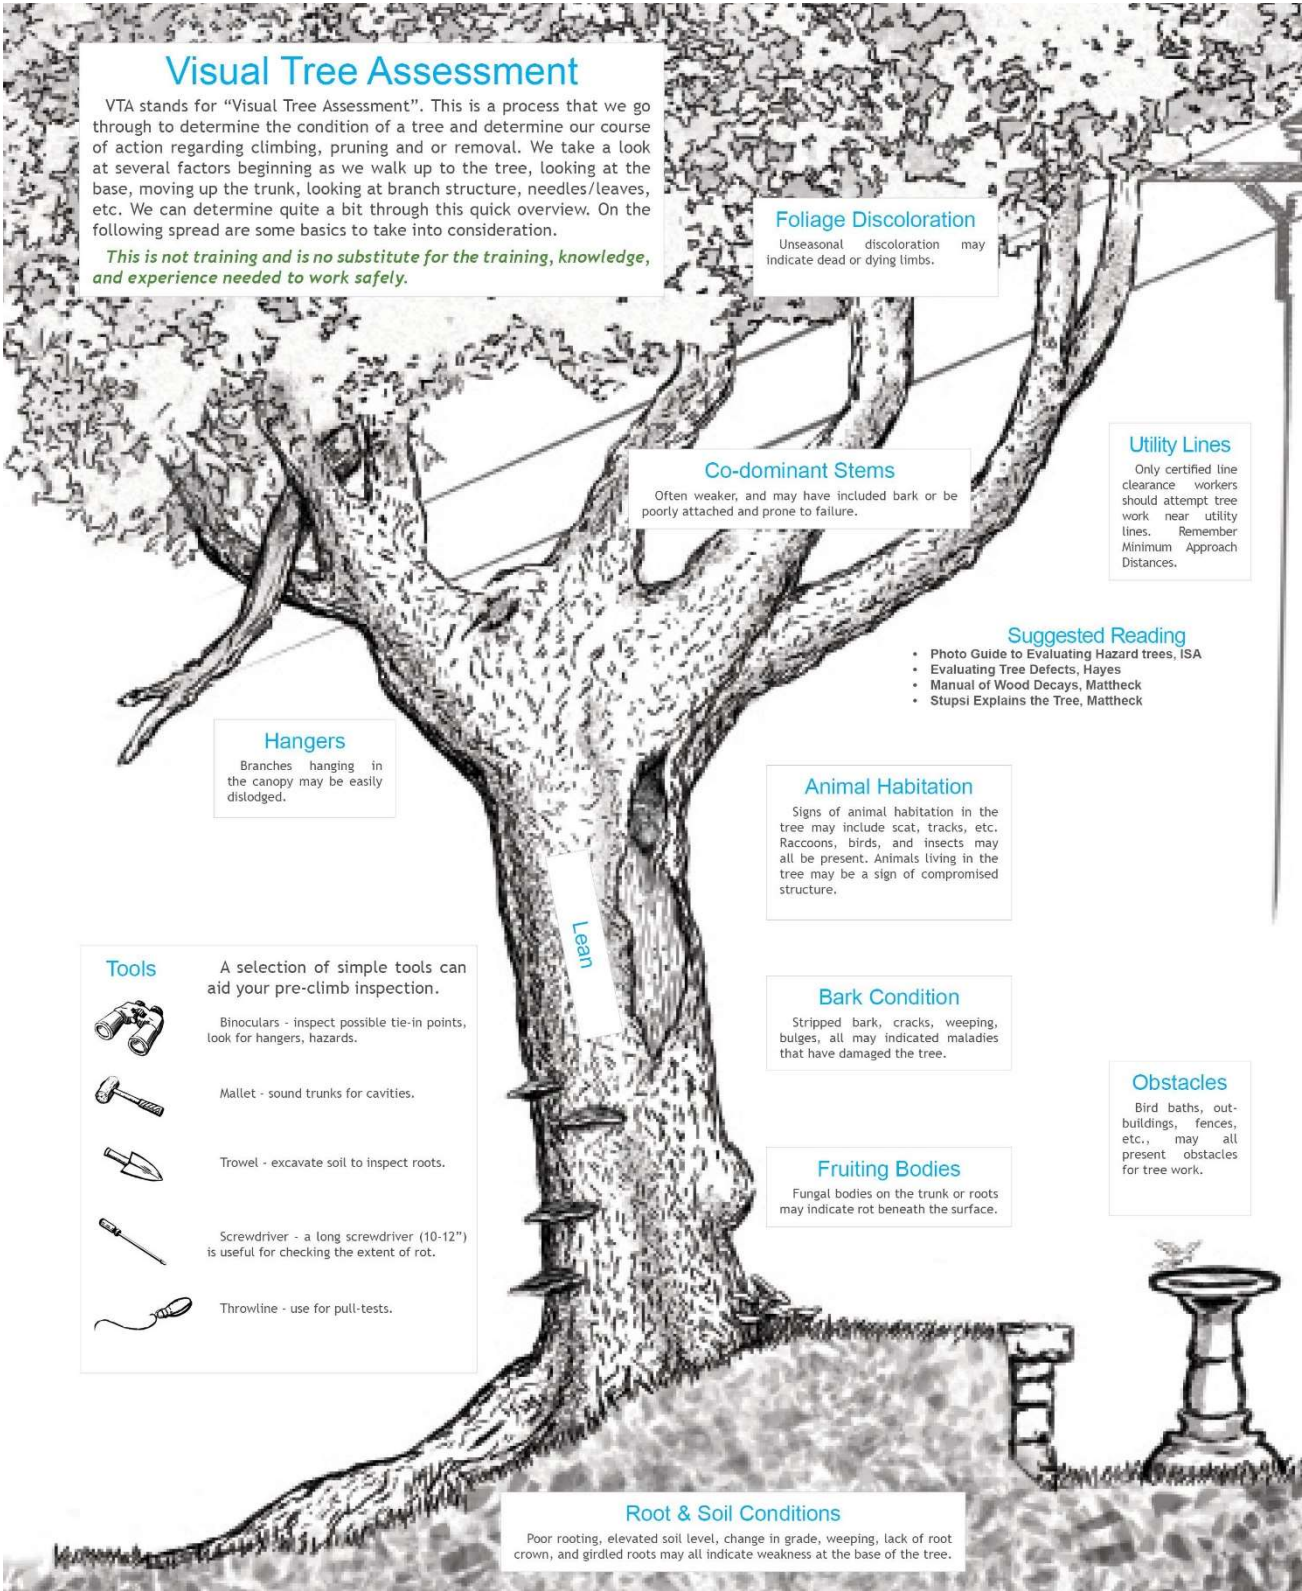 Visual Tree Assessment
VTA stands for “Visual Tree Assessment”. This is a process that we go
through to determine the condition of a tree and determine our course
of action regarding climbing, pruning and or removal. We take a look
at several factors beginning as we walk up to the tree, looking at the
base, moving up the trunk, looking at branch structure, needles/leaves,
etc. We can determine quite a bit through this quick overview. On the
following spread are some basics to take into consideration.
This is not training and is no substitute for the training, knowledge,
and experience needed to work safely.
Foliage Discoloration
Unseasonal discoloration may
indicate dead or dying limbs.
Co-dominant Stems
Often weaker, and may have included bark or be
poorly attached and prone to failure.
Utility Lines
Only certified line
clearance workers
should attempt tree
work near utility
lines. Remember
Minimum Approach
Distances.
Suggested Reading
• Photo Guide to Evaluating Hazard trees, ISA
• Evaluating Tree Defects, Hayes
• Manual of Wood Decays, Mattheck
• Stupsi Explains the Tree, Mattheck
Hangers
Branches hanging in
the canopy may be easily
dislodged.
Animal Habitation
Signs of animal habitation in the
tree may include scat, tracks, etc.
Raccoons, birds, and insects may
all be present. Animals living in the
tree may be a sign of compromised
structure.
Lean
Tools
A selection of simple tools can
aid your pre-climb inspection.
Binoculars - inspect possible tie-in points,
look for hangers, hazards.
Mallet - sound trunks for cavities.
Trowel - excavate soil to inspect roots.
Screwdriver - a long screwdriver (10-12”)
is useful for checking the extent of rot.
Throwline - use for pull-tests.
Bark Condition
Stripped bark, cracks, weeping,
bulges, all may indicated maladies
that have damaged the tree.
Obstacles
Bird baths, out-
buildings, fences,
etc., may all
present obstacles
for tree work.
Fruiting Bodies
Fungal bodies on the trunk or roots
may indicate rot beneath the surface.
Root & Soil Conditions
Poor rooting, elevated soil level, change in grade, weeping, lack of root
crown, and girdled roots may all indicate weakness at the base of the tree.